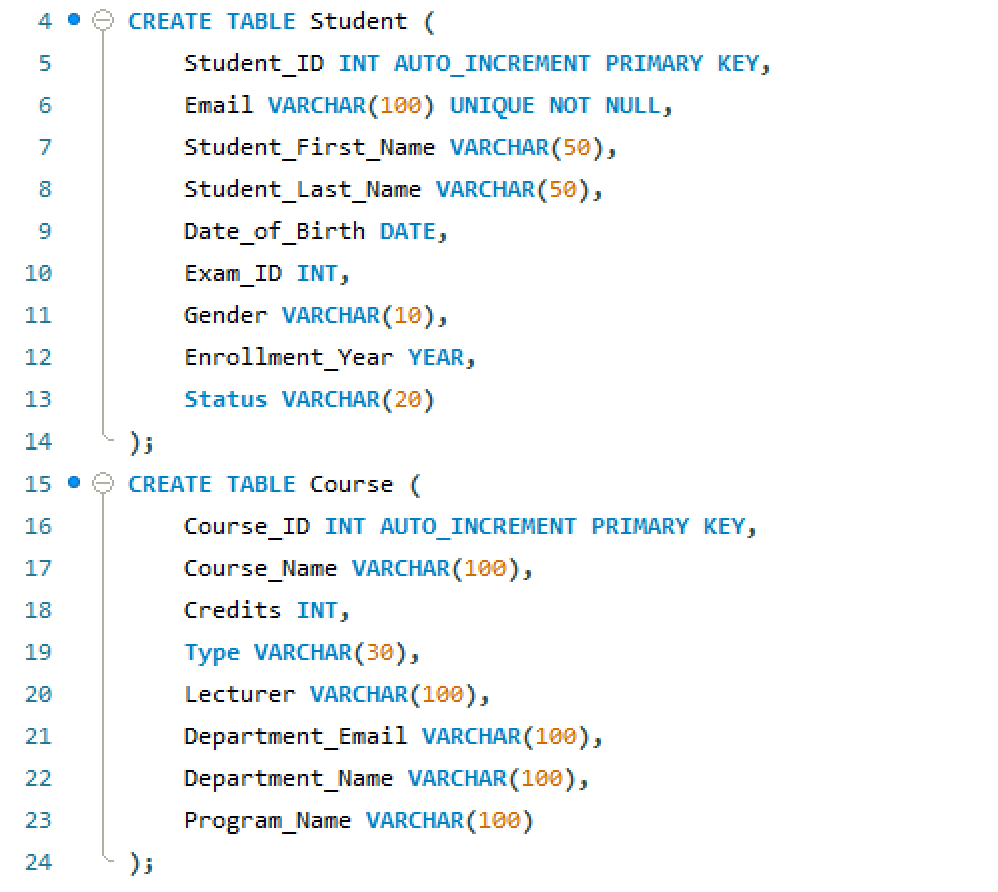 4 CREATE TABLE Student (
5 Student_ID INT AUTO_INCREMENT PRIMARY KEY,
6 Email VARCHAR(100) UNIQUE NOT NULL,
7 Student_First_Name VARCHAR(50),
8 Student_Last_Name VARCHAR(50),
9 Date_of_Birth DATE,
10 Exam_ID INT,
11 Gender VARCHAR(10),
12 Enrollment_Year YEAR,
13 Status VARCHAR(20)
14 );
15 CREATE TABLE Course (
16 Course_ID INT AUTO_INCREMENT PRIMARY KEY,
17 Course_Name VARCHAR(100),
18 Credits INT,
19 Type VARCHAR(30),
20 Lecturer VARCHAR(100),
21 Department_Email VARCHAR(100),
22 Department_Name VARCHAR(100),
23 Program_Name VARCHAR(100)
24 );